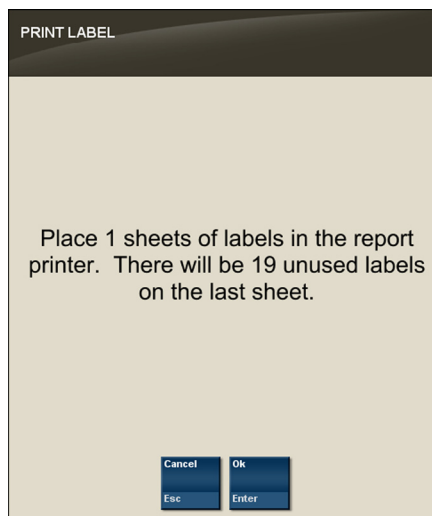 PRINT LABEL
Place 1 sheets of labels in the report
printer.  There will be 19 unused labels
on the last sheet.
Cancel
Esc
Ok
Enter